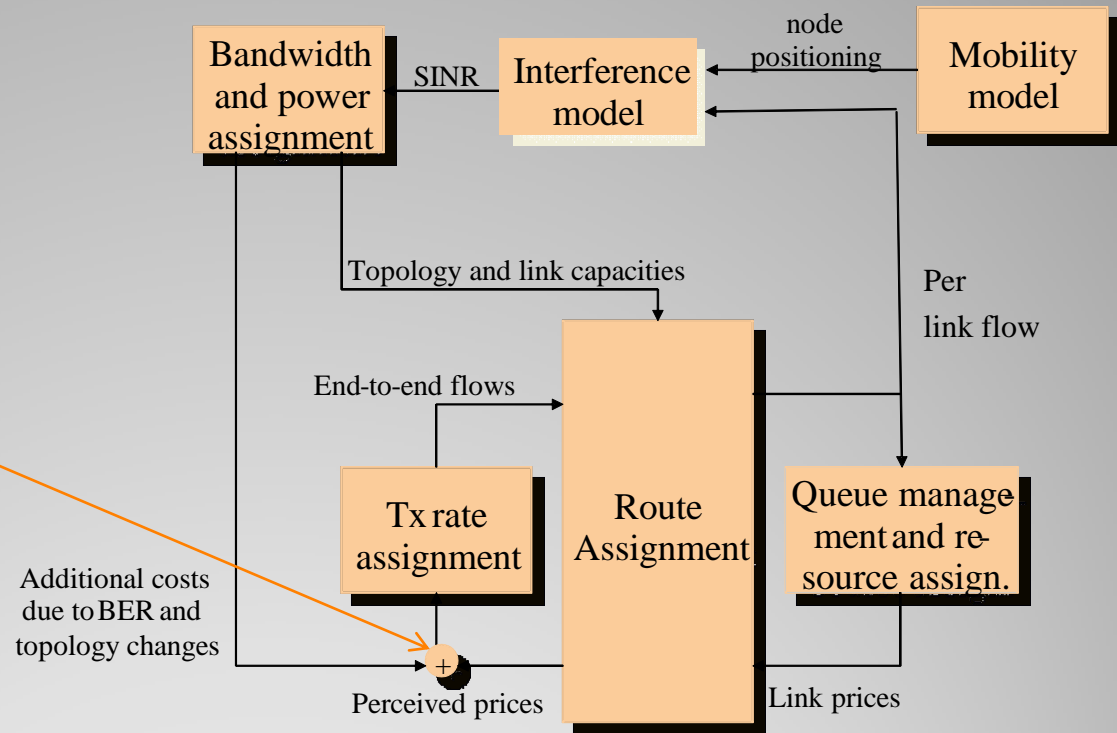 Bandwidth
and power
assignment
SINR
Interference
model
node
positioning
Mobility
model
Topology and link capacities
Per
link flow
End-to-end flows
Tx rate
assignment
Route
Assignment
Queue manage-
ment and re-
source assign.
Additional costs
due to BER and
topology changes
+
Perceived prices
Link prices